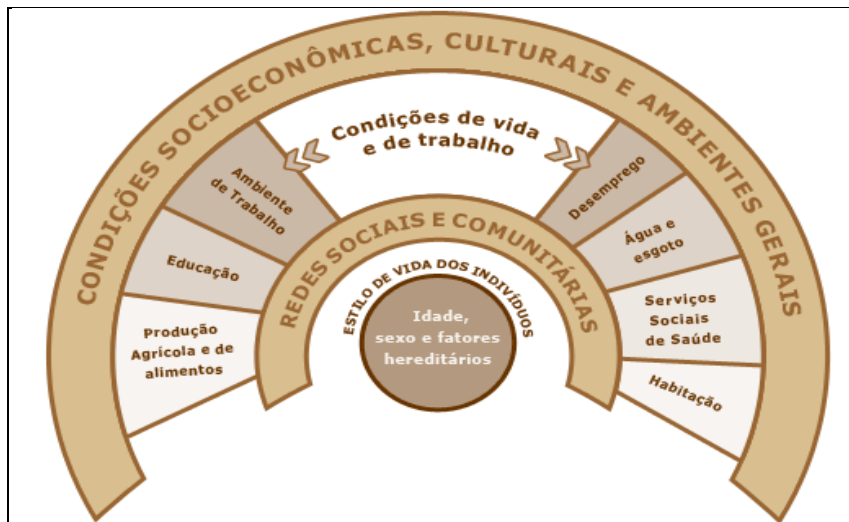 CONDIÇÕES SOCIOECONÔMICAS, CULTURAIS E AMBIENTES GERAIS
Condições de vida
e de trabalho
Ambiente
de Trabalho
Educação
Produção
Agrícola e de
alimentos
Desemprego
Água e
esgoto
Serviços
Sociais
de Saúde
Habitação
REDES SOCIAIS E COMUNITÁRIAS
ESTILO DE VIDA DOS INDIVÍDUOS
Idade,
sexo e fatores
hereditários